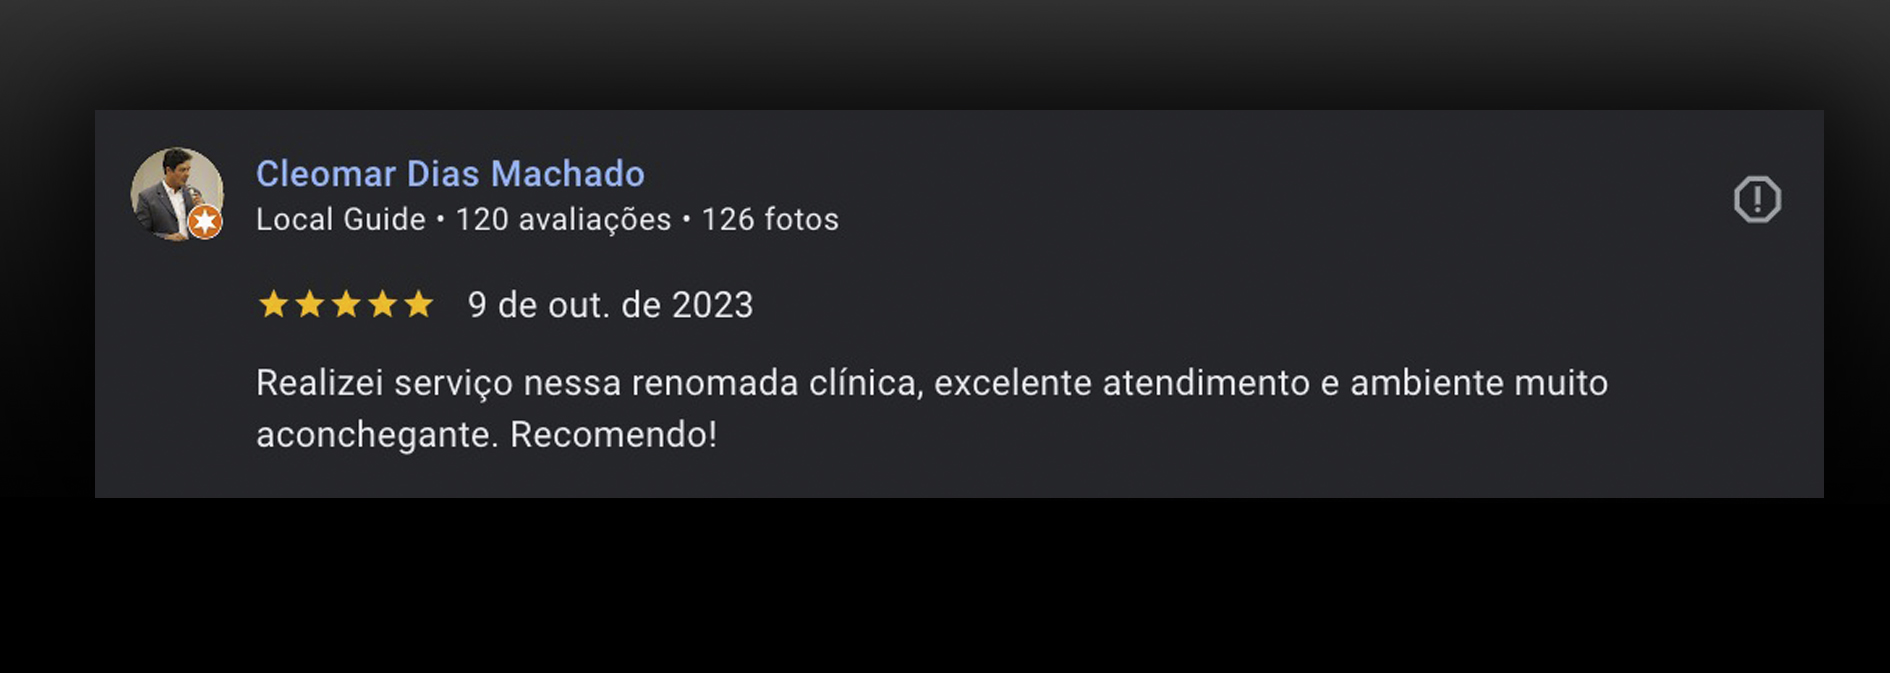 Cleomar Dias Machado
Local Guide • 120 avaliações • 126 fotos
9 de out. de 2023
Realizei serviço nessa renomada clínica, excelente atendimento e ambiente muito
aconchegante. Recomendo!